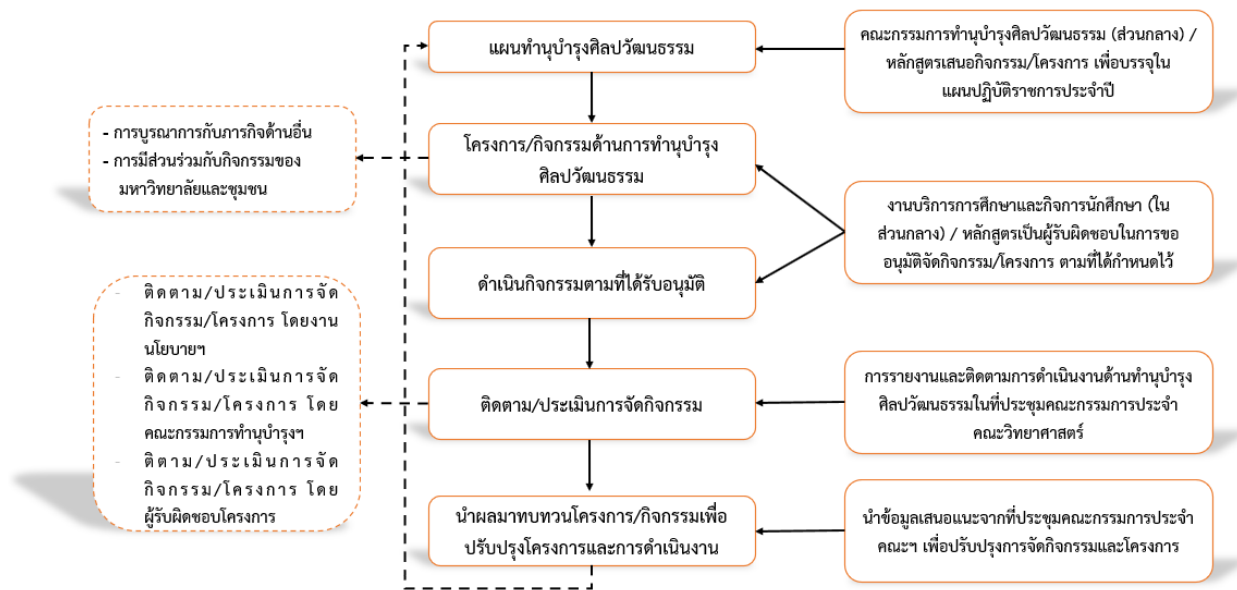 แผนทำนุบำรุงศิลปวัฒนธรรม
คณะกรรมการทำนุบำรุงศิลปวัฒนธรรม (ส่วนกลาง) /
หลักสูตรเสนอกิจกรรม/โครงการ เพื่อบรรจุใน
แผนปฏิบัติราชการประจำปี
- การบูรณาการกับภารกิจด้านอื่น
- การมีส่วนร่วมกับกิจกรรมของ
มหาวิทยาลัยและชุมชน
โครงการ/กิจกรรมด้านการทำนุบำรุง
ศิลปวัฒนธรรม
งานบริการการศึกษาและกิจการนักศึกษา (ใน
ส่วนกลาง) / หลักสูตรเป็นผู้รับผิดชอบในการขอ
อนุมัติจัดกิจกรรม/โครงการ ตามที่ได้กำหนดไว้
ดำเนินกิจกรรมตามที่ได้รับอนุมัติ
- ติดตาม/ประเมินการจัด
กิจกรรม/โครงการ โดยงาน
นโยบายฯ
- ติดตาม/ประเมินการจัด
กิจกรรม/โครงการ โดย
คณะกรรมการทำนุบำรุงฯ
- ติตาม/ประเมินการจัด
กิจกรรม/โครงการ โดย
ผู้รับผิดชอบโครงการ
ติดตาม/ประเมินการจัดกิจกรรม
การรายงานและติดตามการดำเนินงานด้านทำนุบำรุง
ศิลปวัฒนธรรมในที่ประชุมคณะกรรมการประจำ
คณะวิทยาศาสตร์
นำผลมาทบทวนโครงการ/กิจกรรมเพื่อ
ปรับปรุงโครงการและการดำเนินงาน
นำข้อมูลเสนอแนะจากที่ประชุมคณะกรรมการประจำ
คณะฯ เพื่อปรับปรุงการจัดกิจกรรมและโครงการ